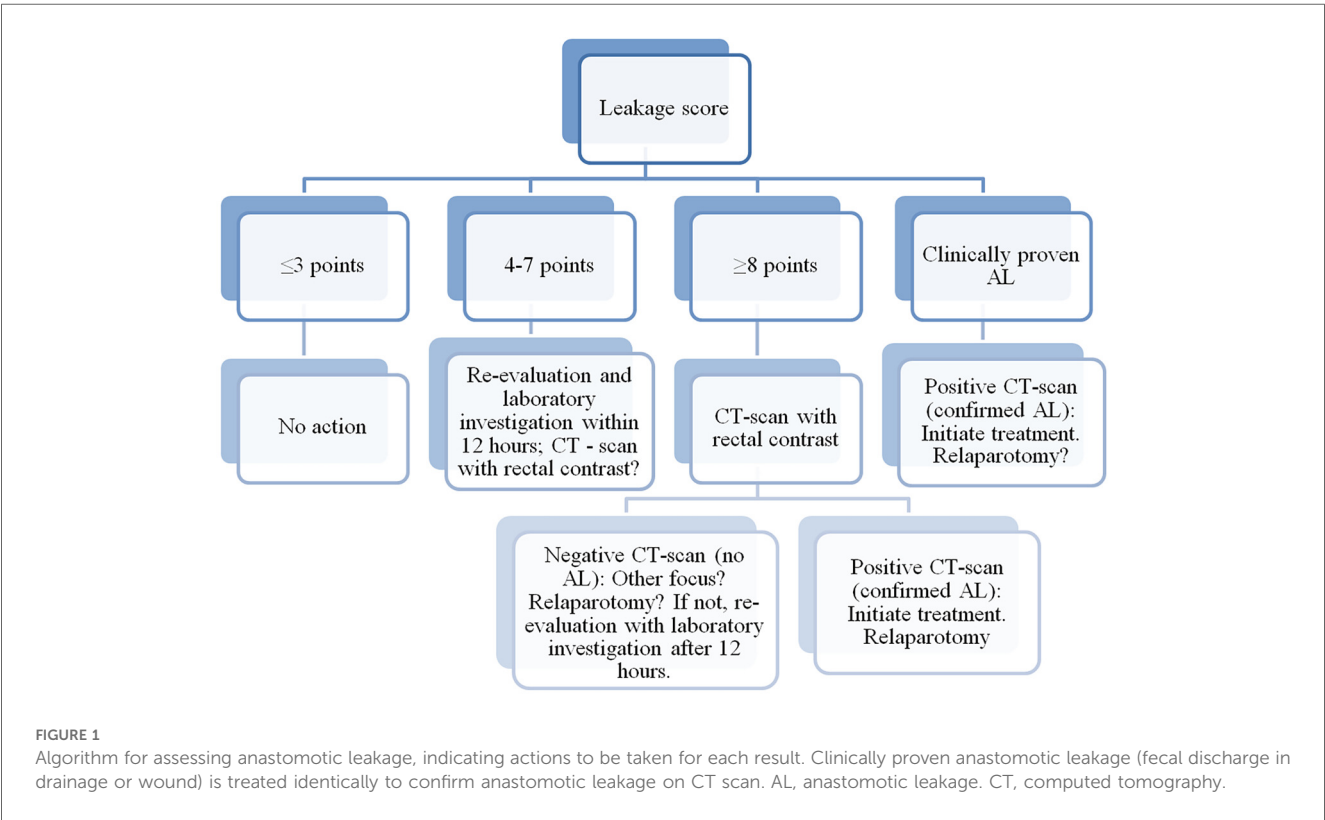 Leakage score
≤3 points
4-7 points
≥8 points
Clinically proven
AL
No action
Re-evaluation and
laboratory
investigation within
12 hours; CT - scan
with rectal contrast?
CT-scan with
rectal contrast
Positive CT-scan
(confirmed AL):
Initiate treatment.
Relaparotomy?
Negative CT-scan (no
AL): Other focus?
Relaparotomy? If not, re-
evaluation with laboratory
investigation after 12
hours.
Positive CT-scan
(confirmed AL):
Initiate treatment.
Relaparotomy
FIGURE 1
Algorithm for assessing anastomotic leakage, indicating actions to be taken for each result. Clinically proven anastomotic leakage (fecal discharge in
drainage or wound) is treated identically to confirm anastomotic leakage on CT scan. AL, anastomotic leakage. CT, computed tomography.